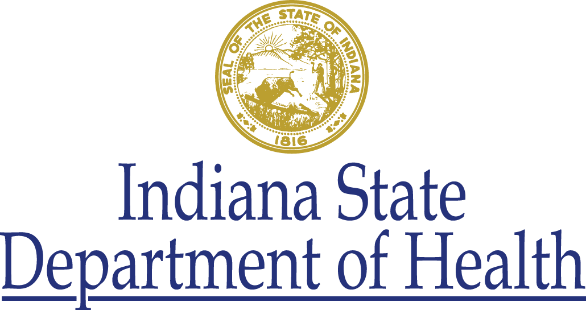 SEAL OF THE STATE OF INDIANA
1816
Indiana State
Department of Health